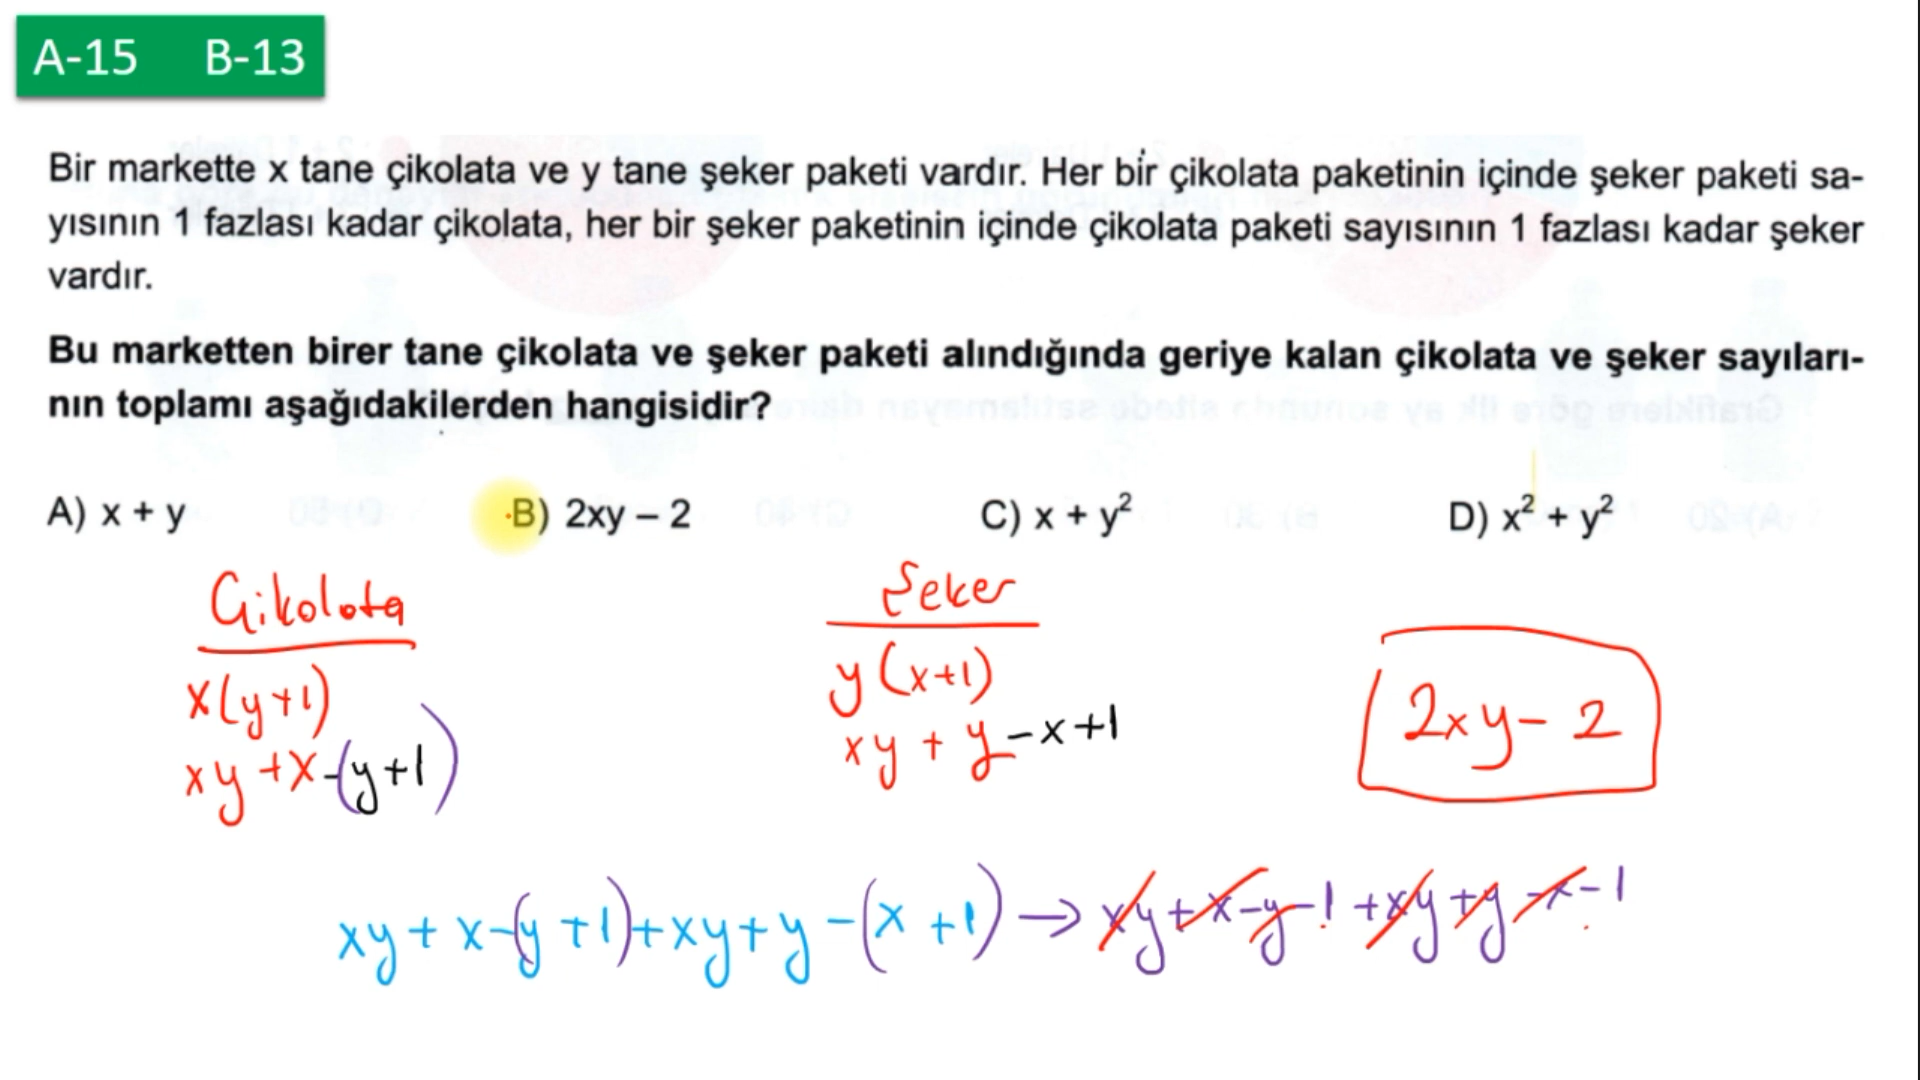 A-15 B-13
Bir markette x tane çikolata ve y tane şeker paketi vardır. Her bir çikolata paketinin içinde şeker paketi sa-
yısının 1 fazlası kadar çikolata, her bir şeker paketinin içinde çikolata paketi sayısının 1 fazlası kadar şeker
vardır.
Bu marketten birer tane çikolata ve şeker paketi alındığında geriye kalan çikolata ve şeker sayıları-
nın toplamı aşağıdakilerden hangisidir?
A) x + y B) 2xy – 2 C) x + y² D) x² + y²
Çikolata Şeker
x(y+1) y(x+1)
xy+x-(y+1) xy+y-x+1
2xy-2
xy+x-(y+1)+xy+y-(x+1)→xy+x-y-1+xy+y-x-1